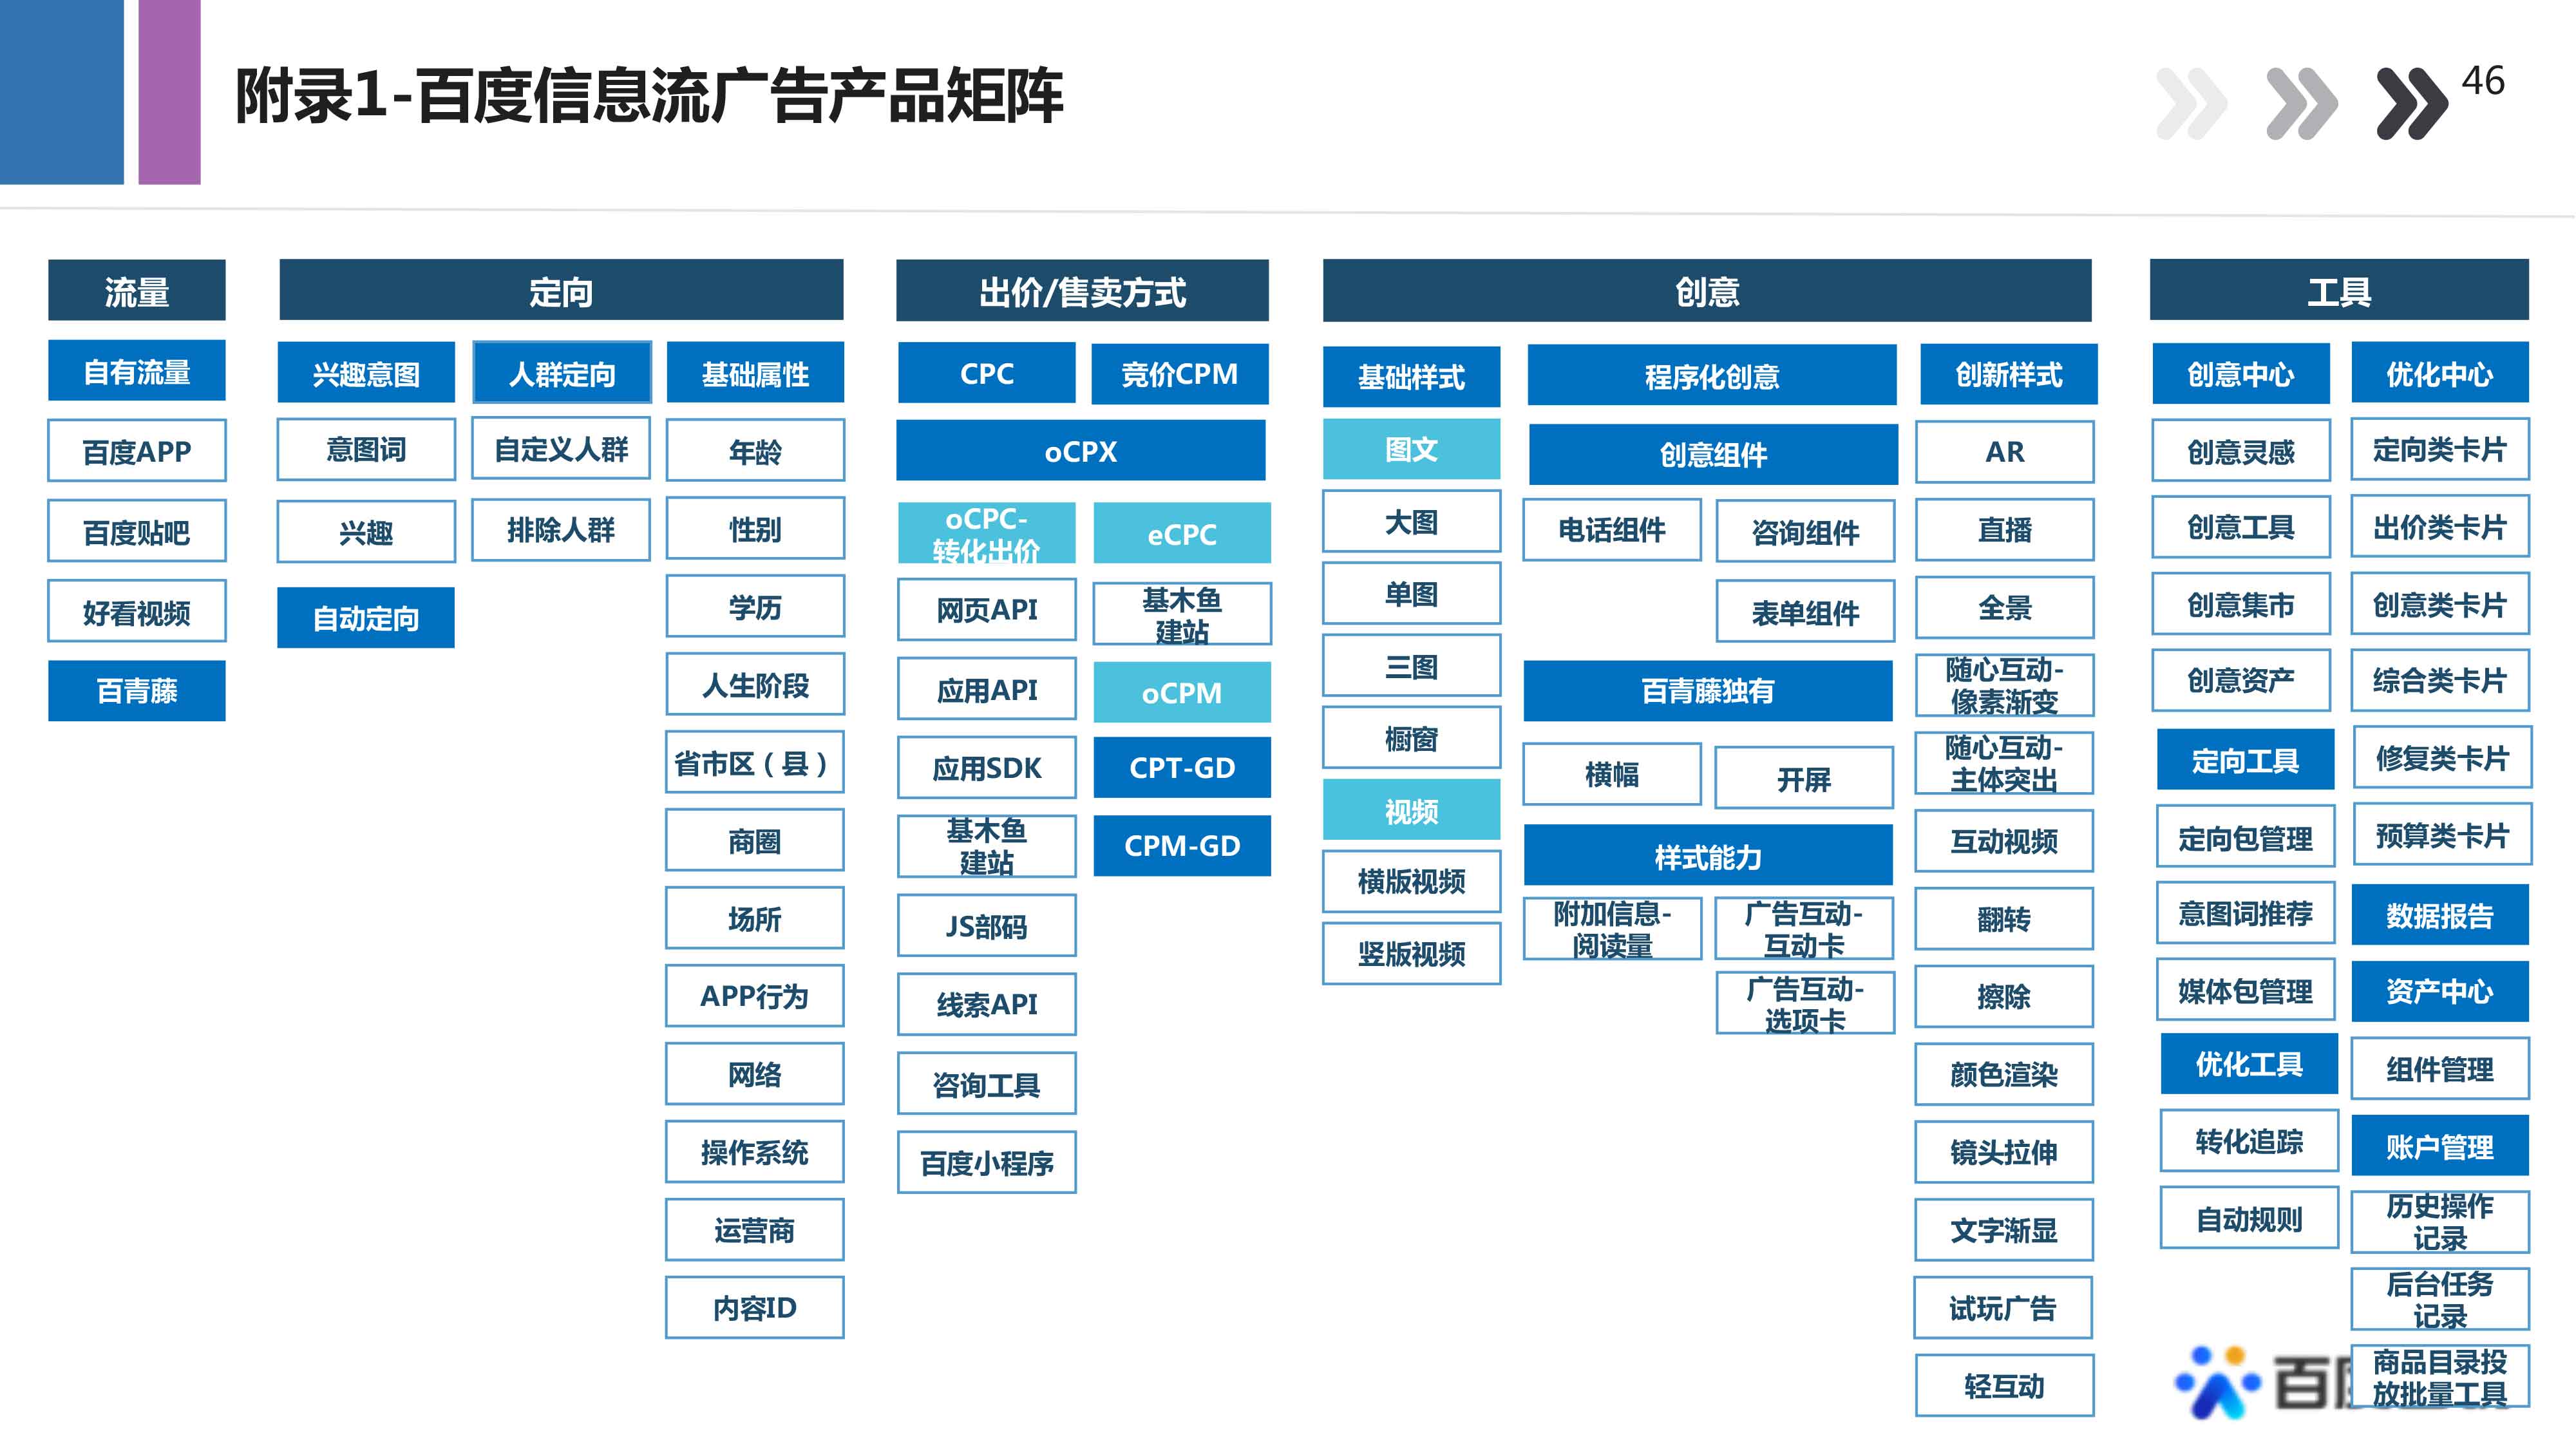 附录1-百度信息流广告产品矩阵
46
流量
自有流量
百度APP
百度贴吧
好看视频
百青藤
定向
兴趣意图
意图词
兴趣
自动定向
人群定向
自定义人群
排除人群
基础属性
年龄
性别
学历
人生阶段
省市区（县）
商圈
场所
APP行为
网络
操作系统
运营商
内容ID
出价/售卖方式
CPC
竞价CPM
oCPX
oCPC-
转化出价
网页API
应用API
应用SDK
基木鱼
建站
JS部码
线索API
咨询工具
百度小程序
eCPC
基木鱼
建站
oCPM
CPT-GD
CPM-GD
创意
基础样式
图文
大图
单图
三图
橱窗
视频
横版视频
竖版视频
程序化创意
创意组件
电话组件
咨询组件
表单组件
百青藤独有
横幅
开屏
样式能力
附加信息-
阅读量
广告互动-
互动卡
广告互动-
选项卡
创新样式
AR
直播
全景
随心互动-
像素渐变
随心互动-
主体突出
互动视频
翻转
擦除
颜色渲染
镜头拉伸
文字渐显
试玩广告
轻互动
工具
创意中心
创意灵感
创意工具
创意集市
创意资产
定向工具
定向包管理
意图词推荐
媒体包管理
优化工具
转化追踪
自动规则
优化中心
定向类卡片
出价类卡片
创意类卡片
综合类卡片
修复类卡片
预算类卡片
数据报告
资产中心
组件管理
账户管理
历史操作
记录
后台任务
记录
商品目录投
放批量工具
百